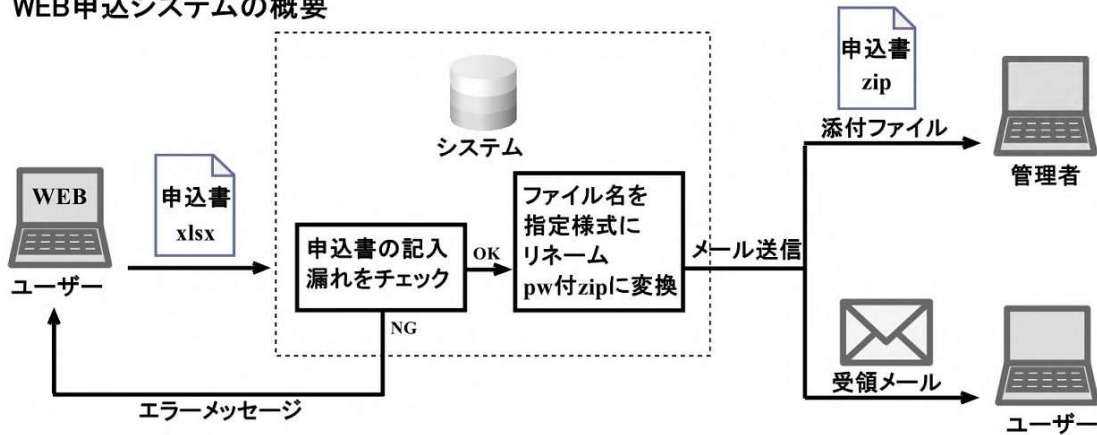 WEB申込システムの概要
申込書
zip
添付ファイル
管理者
システム
WEB
ユーザー
申込書
xlsx
申込書の記入
漏れをチェック
OK
NG
ファイル名を
指定様式に
リネーム
pw付zipに変換
メール送信
受領メール
ユーザー
エラーメッセージ